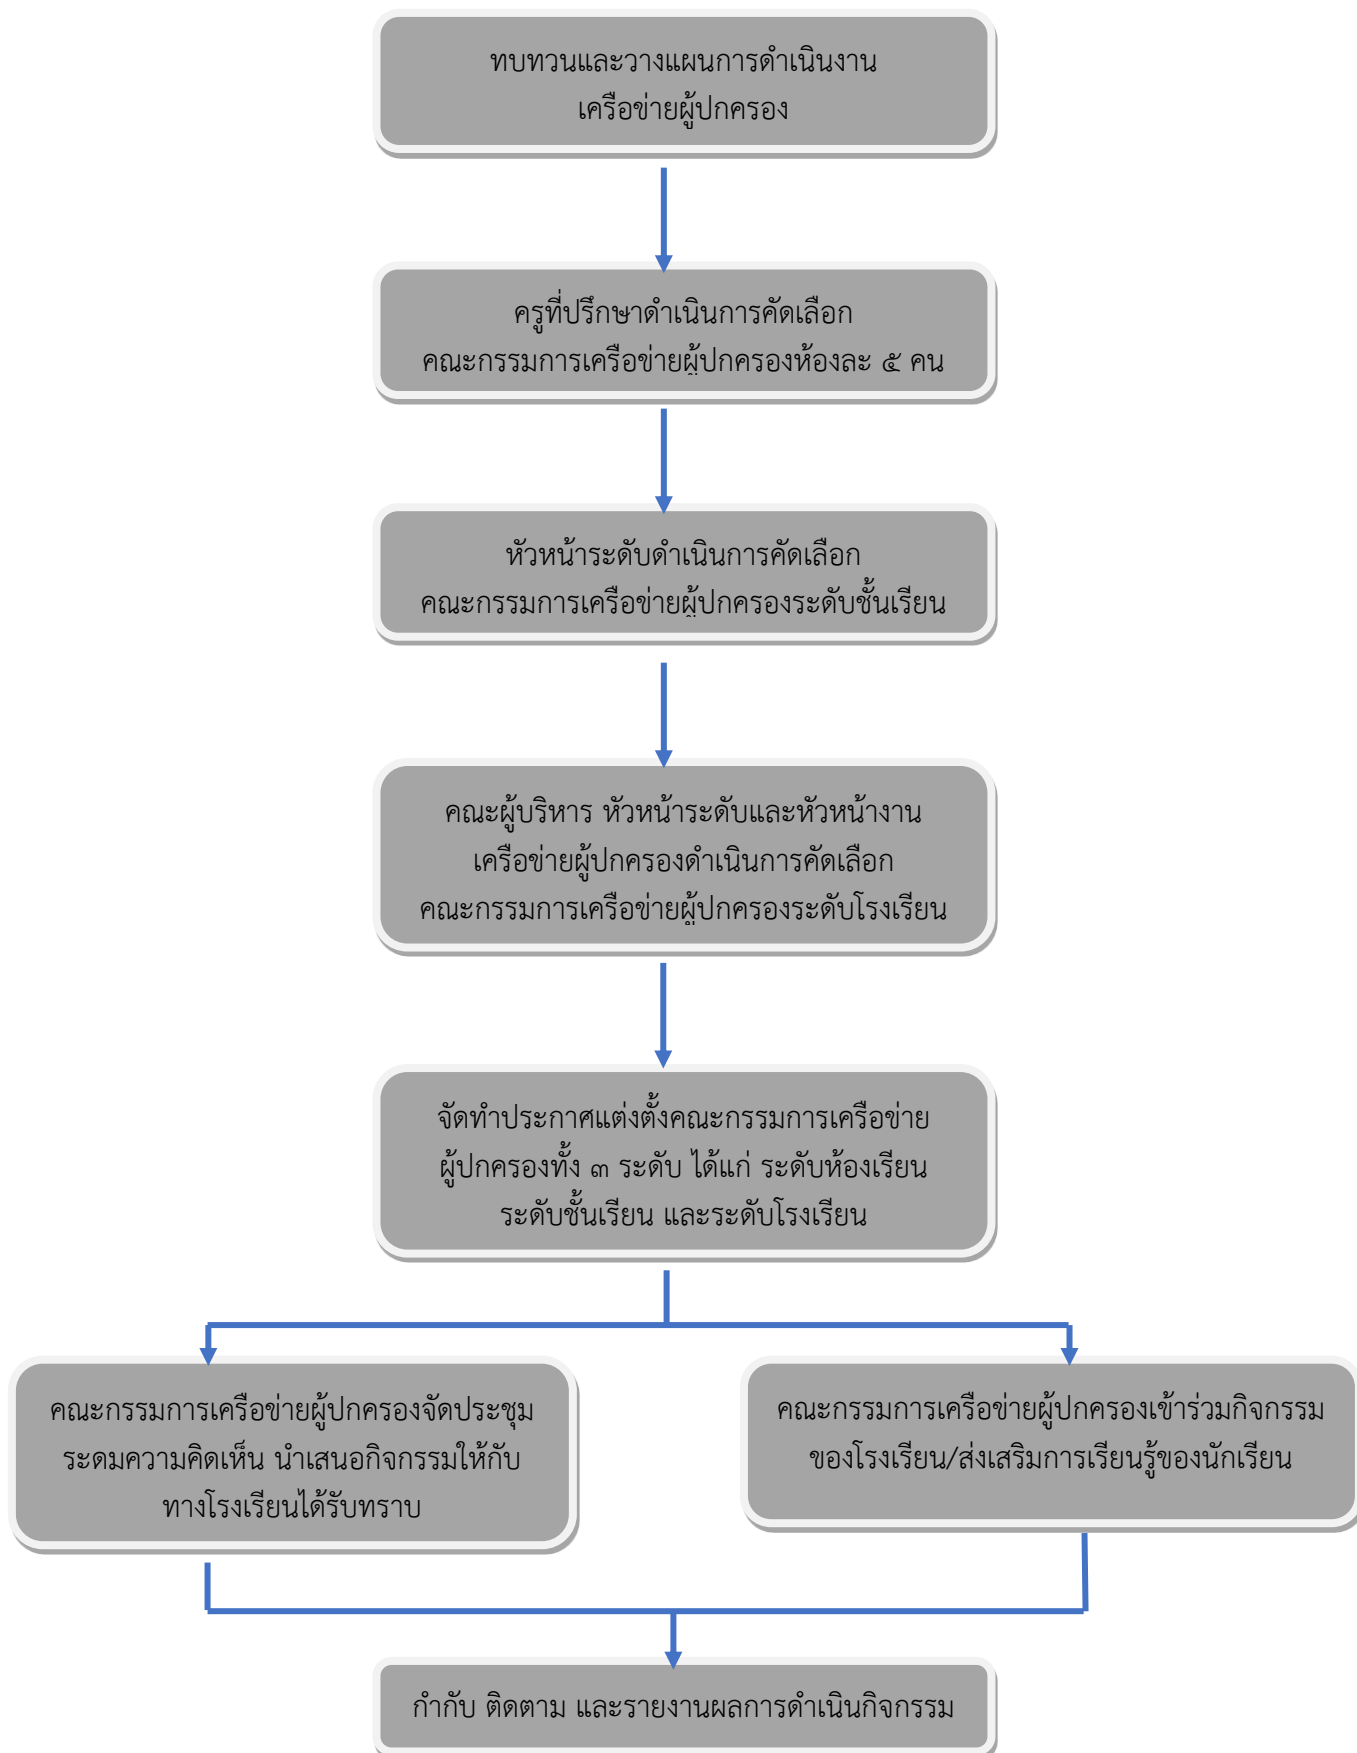 ทบทวนและวางแผนการดำเนินงาน
เครือข่ายผู้ปกครอง
ครูที่ปรึกษาดำเนินการคัดเลือก
คณะกรรมการเครือข่ายผู้ปกครองห้องละ ๕ คน
หัวหน้าระดับดำเนินการคัดเลือก
คณะกรรมการเครือข่ายผู้ปกครองระดับชั้นเรียน
คณะผู้บริหาร หัวหน้าระดับและหัวหน้างาน
เครือข่ายผู้ปกครองดำเนินการคัดเลือก
คณะกรรมการเครือข่ายผู้ปกครองระดับโรงเรียน
จัดทำประกาศแต่งตั้งคณะกรรมการเครือข่าย
ผู้ปกครองทั้ง ๓ ระดับ ได้แก่ ระดับห้องเรียน
ระดับชั้นเรียน และระดับโรงเรียน
คณะกรรมการเครือข่ายผู้ปกครองจัดประชุม
ระดมความคิดเห็น นำเสนอกิจกรรมให้กับ
ทางโรงเรียนได้รับทราบ
คณะกรรมการเครือข่ายผู้ปกครองเข้าร่วมกิจกรรม
ของโรงเรียน/ส่งเสริมการเรียนรู้ของนักเรียน
กำกับ ติดตาม และรายงานผลการดำเนินกิจกรรม